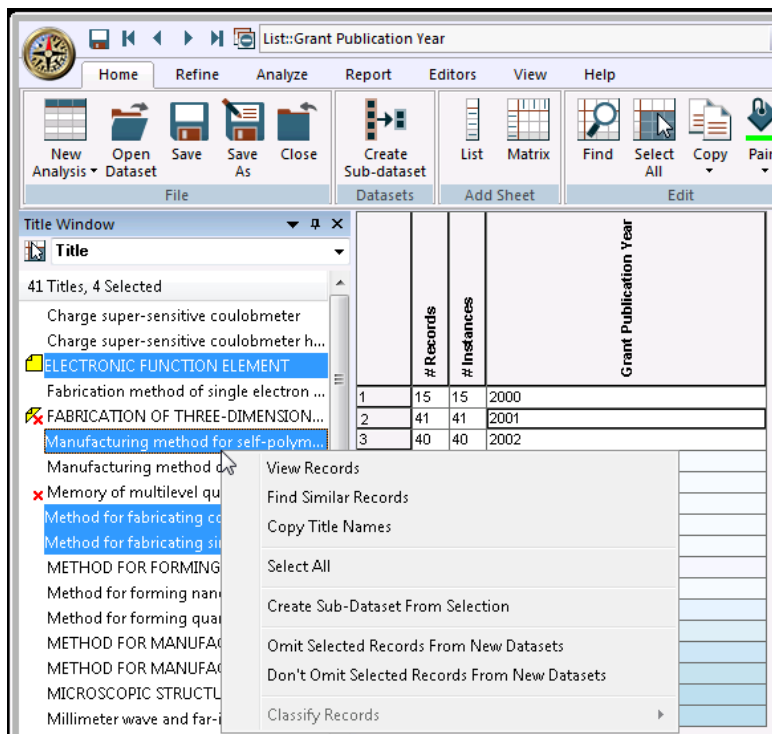 List::Grant Publication Year
Home Refine Analyze Report Editors View Help
New Analysis
Open Dataset
Save
Save As
Close
Create Sub-dataset
List
Matrix
Find
Select All
Copy
File Datasets Add Sheet Edit
Title Window
Title
41 Titles, 4 Selected
Charge super-sensitive coulobmeter
Charge super-sensitive coulobmeter h...
ELECTRONIC FUNCTION ELEMENT
Fabrication method of single electron ...
FABRICATION OF THREE-DIMENSION...
Manufacturing method for self-polym...
Manufacturing method
Memory of multilevel
Method for fabricating
Method for fabricating
METHOD FOR FORMING
Method for forming
Method for forming
METHOD FOR
METHOD FOR
MICROSCOPIC
Millimeter wave and
# Records
# Instances
Grant Publication Year
1 15 15 2000
2 41 41 2001
3 40 40 2002
View Records
Find Similar Records
Copy Title Names
Select All
Create Sub-Dataset From Selection
Omit Selected Records From New Datasets
Don't Omit Selected Records From New Datasets
Classify Records